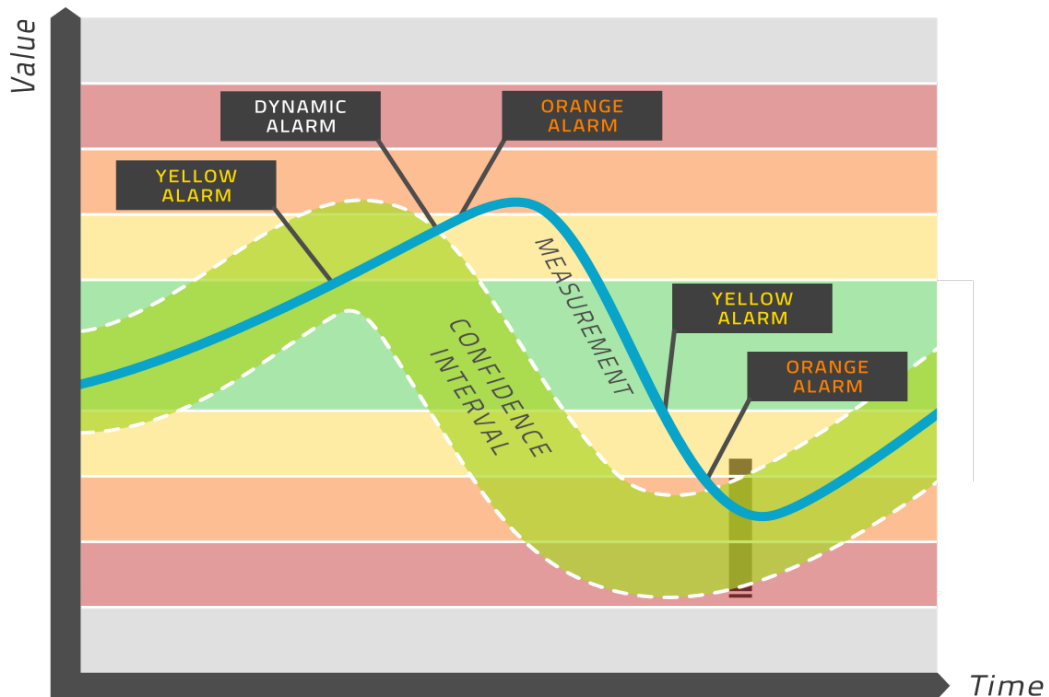 Value
DYNAMIC
ALARM
ORANGE
ALARM
YELLOW
ALARM
MEASUREMENT
CONFIDENCE
INTERVAL
YELLOW
ALARM
ORANGE
ALARM
Time